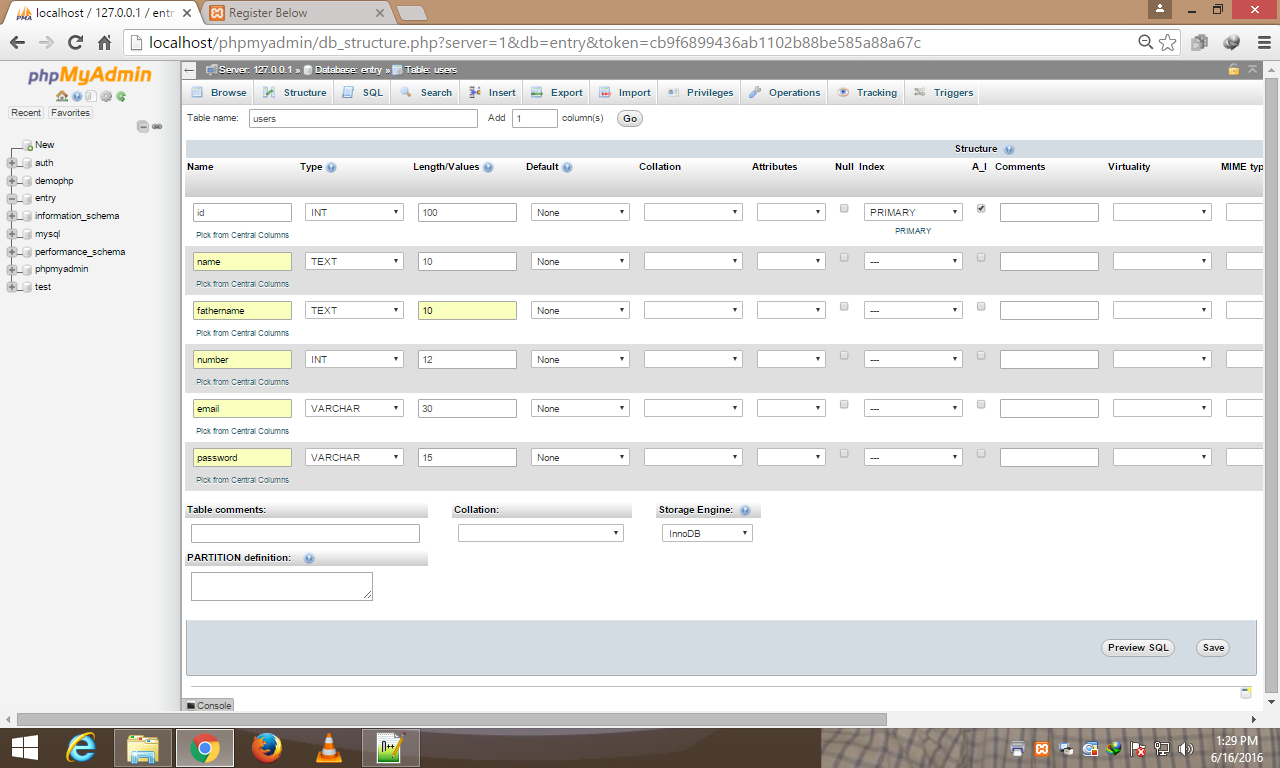 localhost / 127.0.0.1 / entr
Register Below
localhost/phpmyadmin/db_structure.php?server=1&db=entry&token=cb9f6899436ab1102b88be585a88a67c
phpMyAdmin
Recent Favorites
New
auth
demophp
entry
information_schema
mysql
performance_schema
phpmyadmin
test
Server: 127.0.0.1 » Database: entry » Table: users
Browse Structure SQL Search Insert Export Import Privileges Operations Tracking Triggers
Table name: users Add 1 column(s) Go
Structure
Name Type Length/Values Default Collation Attributes Null Index A_I Comments Virtuality MIME typ
id INT 100 None PRIMARY
Pick from Central Columns PRIMARY
name TEXT 10 None ---
Pick from Central Columns
fathername TEXT 10 None ---
Pick from Central Columns
number INT 12 None ---
Pick from Central Columns
email VARCHAR 30 None ---
Pick from Central Columns
password VARCHAR 15 None ---
Pick from Central Columns
Table comments: Collation: Storage Engine:
InnoDB
PARTITION definition:
Preview SQL Save
Console
1:29 PM
6/16/2016